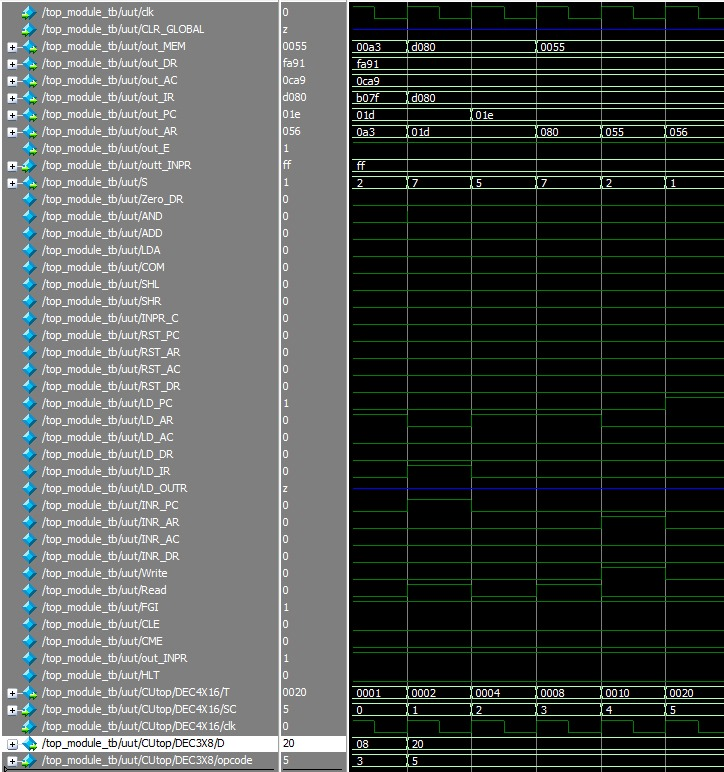 /top_module_tb/uut/clk 0
/top_module_tb/uut/CLR_GLOBAL z
/top_module_tb/uut/out_MEM 0055 00a3 d080 0055
/top_module_tb/uut/out_DR fa91 fa91
/top_module_tb/uut/out_AC 0ca9 0ca9
/top_module_tb/uut/out_IR d080 b07f d080
/top_module_tb/uut/out_PC 01e 01d 01e
/top_module_tb/uut/out_AR 056 0a3 01d 080 055 056
/top_module_tb/uut/out_E 1
/top_module_tb/uut/outt_INPR ff ff
/top_module_tb/uut/S 1 2 7 5 7 2 1
/top_module_tb/uut/Zero_DR 0
/top_module_tb/uut/AND 0
/top_module_tb/uut/ADD 0
/top_module_tb/uut/LDA 0
/top_module_tb/uut/COM 0
/top_module_tb/uut/SHL 0
/top_module_tb/uut/SHR 0
/top_module_tb/uut/INPR_C 0
/top_module_tb/uut/RST_PC 0
/top_module_tb/uut/RST_AR 0
/top_module_tb/uut/RST_AC 0
/top_module_tb/uut/RST_DR 0
/top_module_tb/uut/LD_PC 1
/top_module_tb/uut/LD_AR 0
/top_module_tb/uut/LD_AC 0
/top_module_tb/uut/LD_DR 0
/top_module_tb/uut/LD_IR 0
/top_module_tb/uut/LD_OUTR z
/top_module_tb/uut/INR_PC 0
/top_module_tb/uut/INR_AR 0
/top_module_tb/uut/INR_AC 0
/top_module_tb/uut/INR_DR 0
/top_module_tb/uut/Write 0
/top_module_tb/uut/Read 0
/top_module_tb/uut/FGI 1
/top_module_tb/uut/CLE 0
/top_module_tb/uut/CME 0
/top_module_tb/uut/out_INPR 1
/top_module_tb/uut/HLT 0
/top_module_tb/uut/CUtop/DEC4X16/T 0020 0001 0002 0004 0008 0010 0020
/top_module_tb/uut/CUtop/DEC4X16/SC 5 0 1 2 3 4 5
/top_module_tb/uut/CUtop/DEC4X16/clk 0
/top_module_tb/uut/CUtop/DEC3X8/D 20 08 20
/top_module_tb/uut/CUtop/DEC3X8/opcode 5 3 5